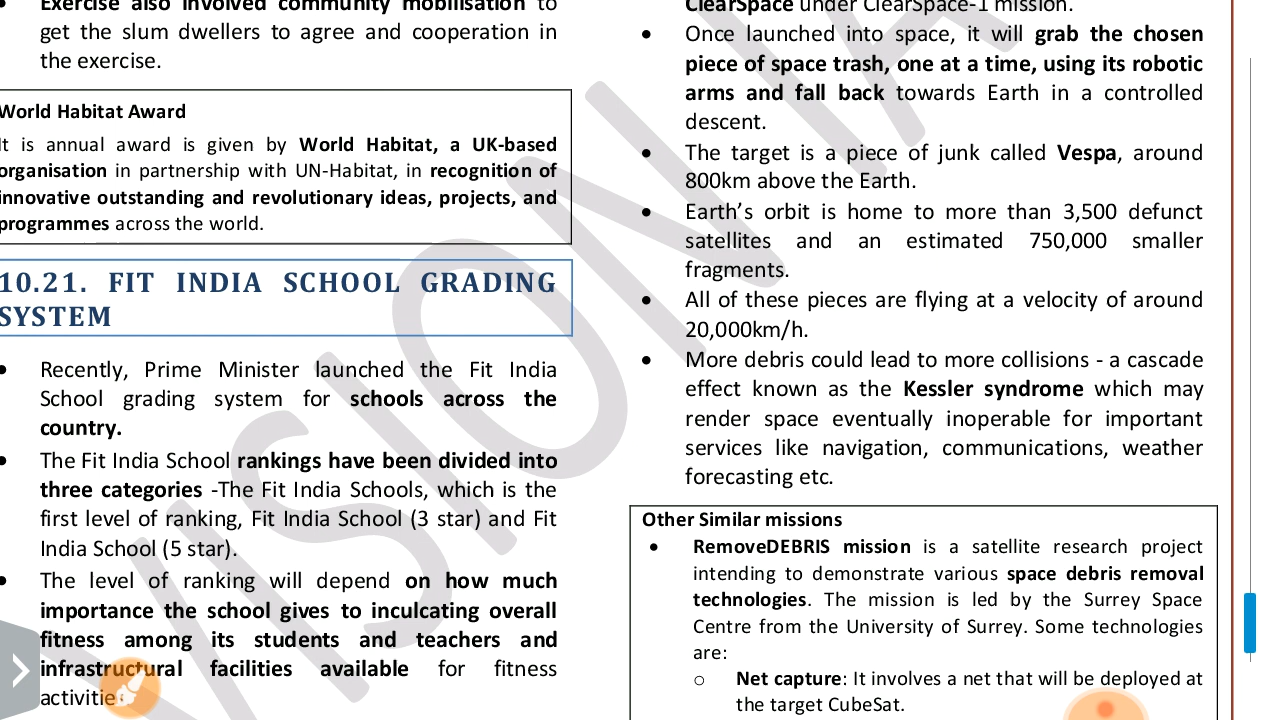 Exercise also involved community mobilisation to
get the slum dwellers to agree and cooperation in
the exercise.
World Habitat Award
It is annual award is given by World Habitat, a UK-based
organisation in partnership with UN-Habitat, in recognition of
innovative outstanding and revolutionary ideas, projects, and
programmes across the world.
10.21. FIT INDIA SCHOOL GRADING
SYSTEM
Recently, Prime Minister launched the Fit India
School grading system for schools across the
country.
The Fit India School rankings have been divided into
three categories -The Fit India Schools, which is the
first level of ranking, Fit India School (3 star) and Fit
India School (5 star).
The level of ranking will depend on how much
importance the school gives to inculcating overall
fitness among its students and teachers and
infrastructural facilities available for fitness
activities.
ClearSpace under ClearSpace-1 mission.
Once launched into space, it will grab the chosen
piece of space trash, one at a time, using its robotic
arms and fall back towards Earth in a controlled
descent.
The target is a piece of junk called Vespa, around
800km above the Earth.
Earth's orbit is home to more than 3,500 defunct
satellites and an estimated 750,000 smaller
fragments.
All of these pieces are flying at a velocity of around
20,000km/h.
More debris could lead to more collisions - a cascade
effect known as the Kessler syndrome which may
render space eventually inoperable for important
services like navigation, communications, weather
forecasting etc.
Other Similar missions
RemoveDEBRIS mission is a satellite research project
intending to demonstrate various space debris removal
technologies. The mission is led by the Surrey Space
Centre from the University of Surrey. Some technologies
are:
Net capture: It involves a net that will be deployed at
the target CubeSat.
VISION IA